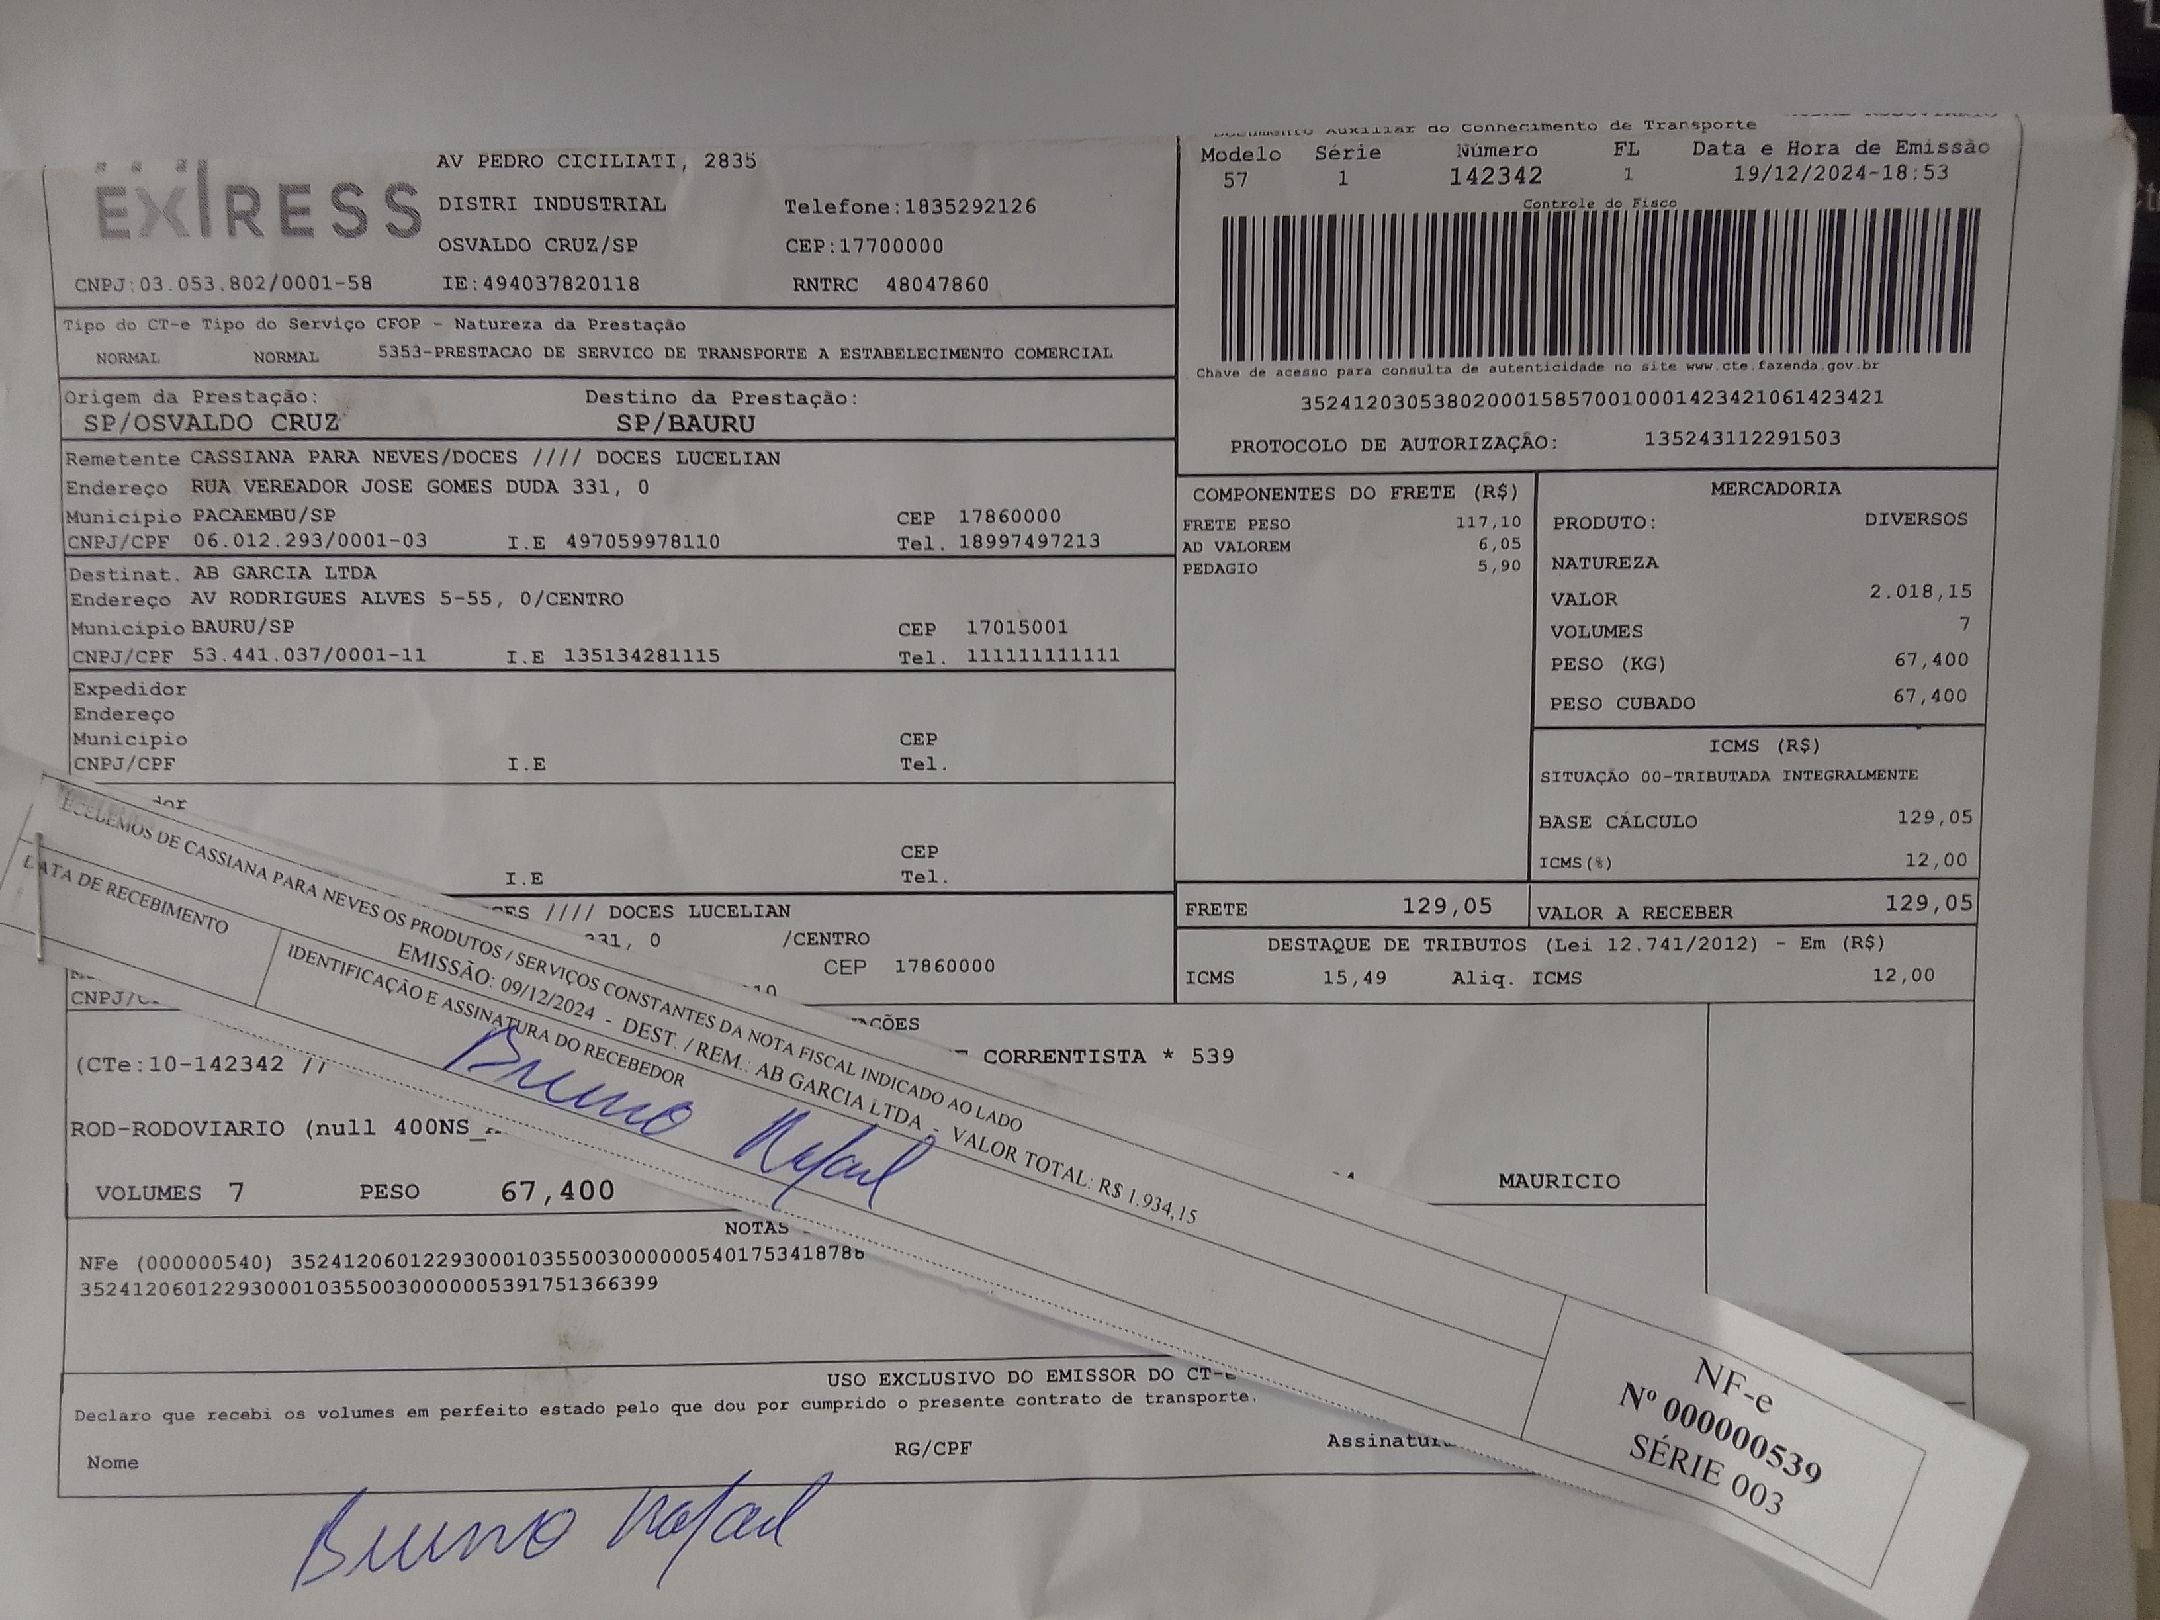 EXPRESS
AV PEDRO CICILIATI, 2835
DISTRI INDUSTRIAL Telefone:1835292126
OSVALDO CRUZ/SP CEP:17700000
CNPJ:03.053.802/0001-58 IE:494037820118 RNTRC 48047860
Documento Auxiliar do Conhecimento de Transporte
Modelo Série Número FL Data e Hora de Emissão
57 1 142342 1 19/12/2024-18:53
Controle do Fisco
Chave de acesso para consulta de autenticidade no site www.cte.fazenda.gov.br
35241203053802000158570010001423421061423421
PROTOCOLO DE AUTORIZAÇÃO: 135243112291503
Tipo do CT-e Tipo do Serviço CFOP - Natureza da Prestação
NORMAL NORMAL 5353-PRESTACAO DE SERVICO DE TRANSPORTE A ESTABELECIMENTO COMERCIAL
Origem da Prestação: Destino da Prestação:
SP/OSVALDO CRUZ SP/BAURU
Remetente CASSIANA PARA NEVES/DOCES //// DOCES LUCELIAN
Endereço RUA VEREADOR JOSE GOMES DUDA 331, 0
Município PACAEMBU/SP CEP 17860000
CNPJ/CPF 06.012.293/0001-03 I.E 497059978110 Tel. 18997497213
Destinat. AB GARCIA LTDA
Endereço AV RODRIGUES ALVES 5-55, 0/CENTRO
Município BAURU/SP CEP 17015001
CNPJ/CPF 53.441.037/0001-11 I.E 135134281115 Tel. 111111111111
Expedidor
Endereço
Município CEP
CNPJ/CPF I.E Tel.
CEP
I.E Tel.
//// DOCES LUCELIAN
331, 0 /CENTRO
CEP 17860000
COMPONENTES DO FRETE (R$)
FRETE PESO 117,10
AD VALOREM 6,05
PEDAGIO 5,90
MERCADORIA
PRODUTO: DIVERSOS
NATUREZA
VALOR 2.018,15
VOLUMES 7
PESO (KG) 67,400
PESO CUBADO 67,400
ICMS (R$)
SITUAÇÃO 00-TRIBUTADA INTEGRALMENTE
BASE CÁLCULO 129,05
ICMS(%) 12,00
FRETE 129,05 VALOR A RECEBER 129,05
DESTAQUE DE TRIBUTOS (Lei 12.741/2012) - Em (R$)
ICMS 15,49 Aliq. ICMS 12,00
CORRENTISTA * 539
(CTe:10-142342 //
ROD-RODOVIARIO (null 400NS_
MAURICIO
VOLUMES 7 PESO 67,400
NOTAS
NFe (000000540) 35241206012293000103550030000005401753418788
35241206012293000103550030000005391751366399
USO EXCLUSIVO DO EMISSOR DO CT-e
Declaro que recebi os volumes em perfeito estado pelo que dou por cumprido o presente contrato de transporte.
Nome RG/CPF Assinatura
Bruno Rafael
RECEBEMOS DE CASSIANA PARA NEVES OS PRODUTOS / SERVIÇOS CONSTANTES DA NOTA FISCAL INDICADO AO LADO
EMISSÃO: 09/12/2024 - DEST. / REM.: AB GARCIA LTDA - VALOR TOTAL: R$ 1.934,15
DATA DE RECEBIMENTO
IDENTIFICAÇÃO E ASSINATURA DO RECEBEDOR
Bruno Rafael
NF-e
Nº 000000539
SÉRIE 003